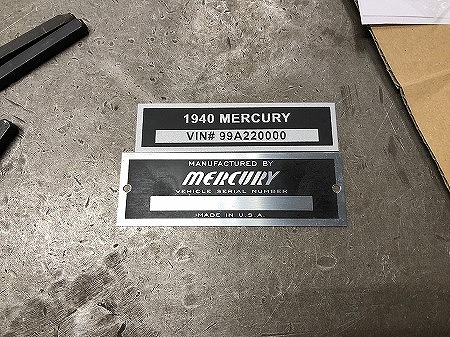 1940 MERCURY
VIN# 99A220000
MANUFACTURED BY
MERCURY
VEHICLE SERIAL NUMBER
MADE IN U.S.A.